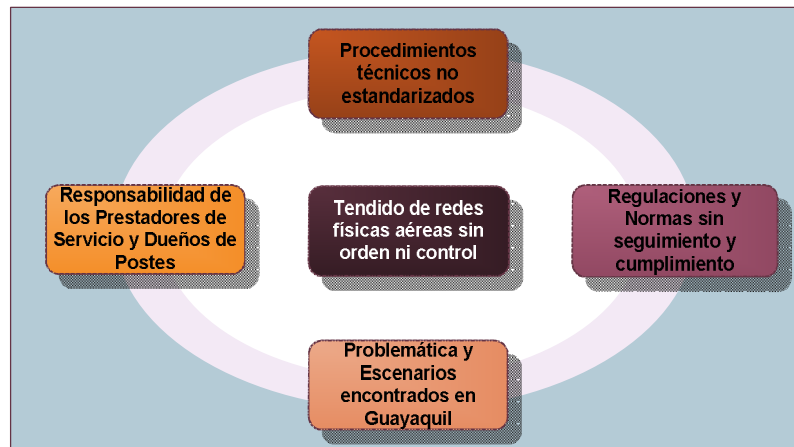 Procedimientos
técnicos no
estandarizados
Responsabilidad de
los Prestadores de
Servicio y Dueños de
Postes
Tendido de redes
físicas aéreas sin
orden ni control
Regulaciones y
Normas sin
seguimiento y
cumplimiento
Problemática y
Escenarios
encontrados en
Guayaquil